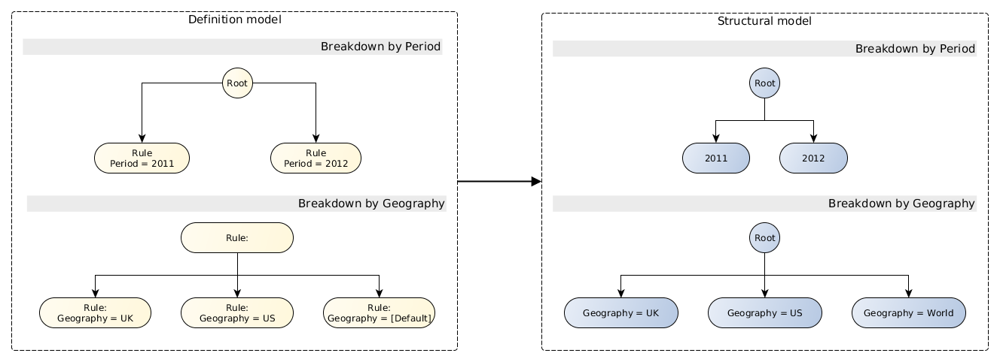 Definition model
Breakdown by Period
Root
Rule
Period = 2011
Rule
Period = 2012
Breakdown by Geography
Rule:
Rule:
Geography = UK
Rule:
Geography = US
Rule:
Geography = [Default]
Structural model
Breakdown by Period
Root
2011
2012
Breakdown by Geography
Root
Geography = UK
Geography = US
Geography = World